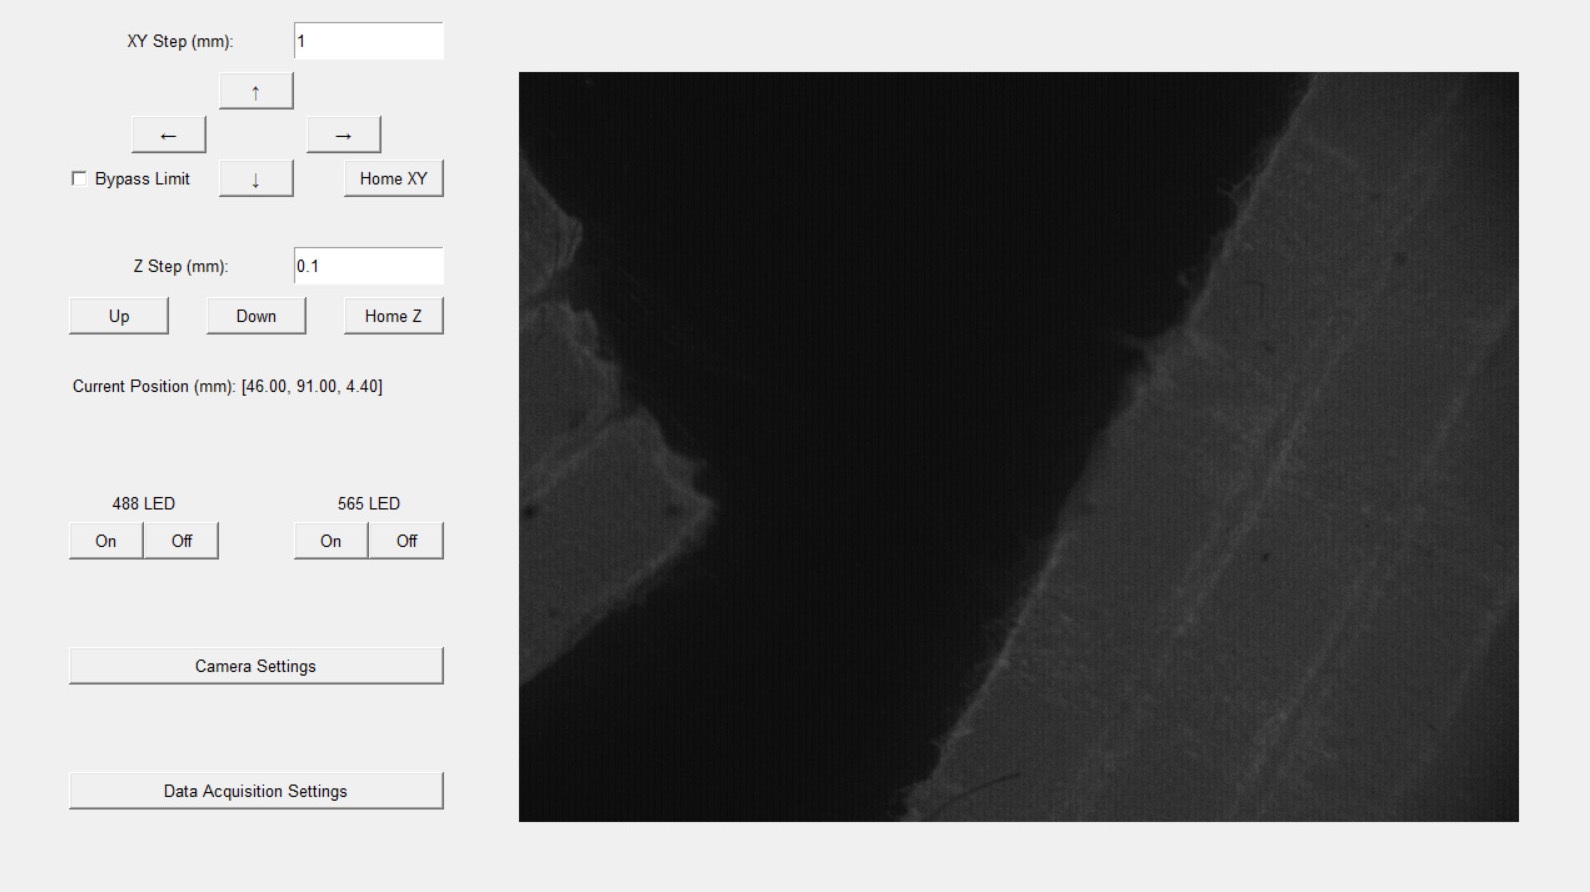 XY Step (mm): 1
↑
← →
Bypass Limit ↓ Home XY
Z Step (mm): 0.1
Up Down Home Z
Current Position (mm): [46.00, 91.00, 4.40]
488 LED 565 LED
On Off On Off
Camera Settings
Data Acquisition Settings